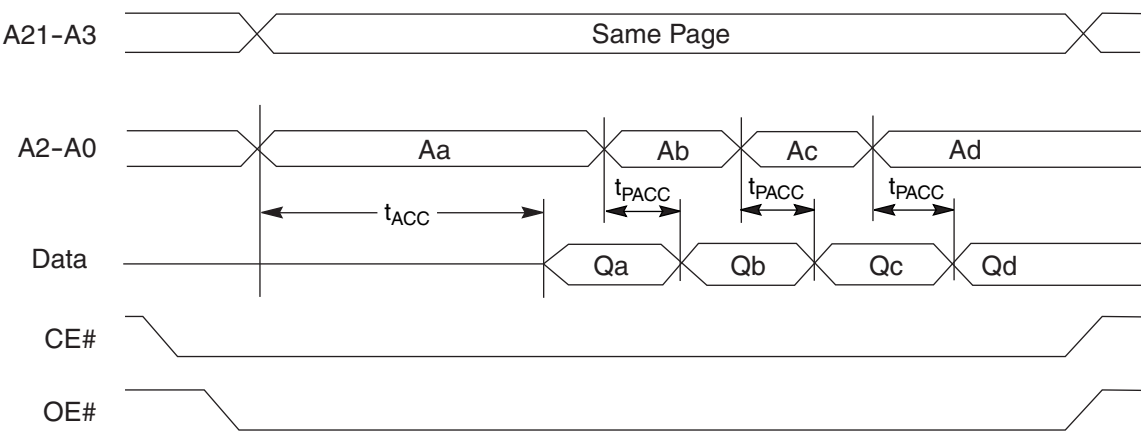 A21–A3 Same Page
A2–A0 Aa Ab Ac Ad
tACC tPACC tPACC tPACC
Data Qa Qb Qc Qd
CE#
OE#